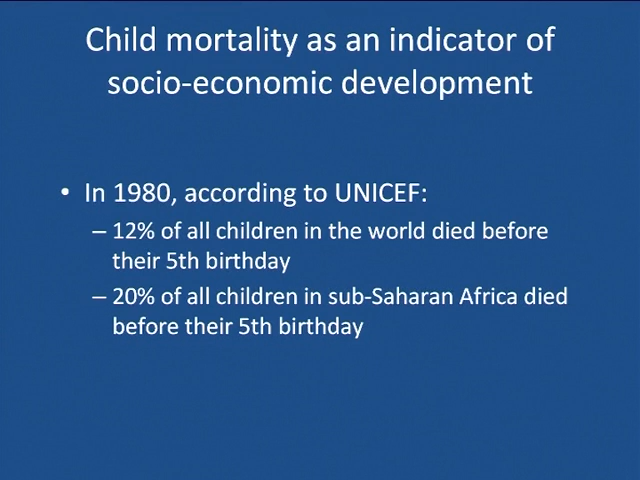 Child mortality as an indicator of
socio-economic development
• In 1980, according to UNICEF:
– 12% of all children in the world died before
their 5th birthday
– 20% of all children in sub-Saharan Africa died
before their 5th birthday